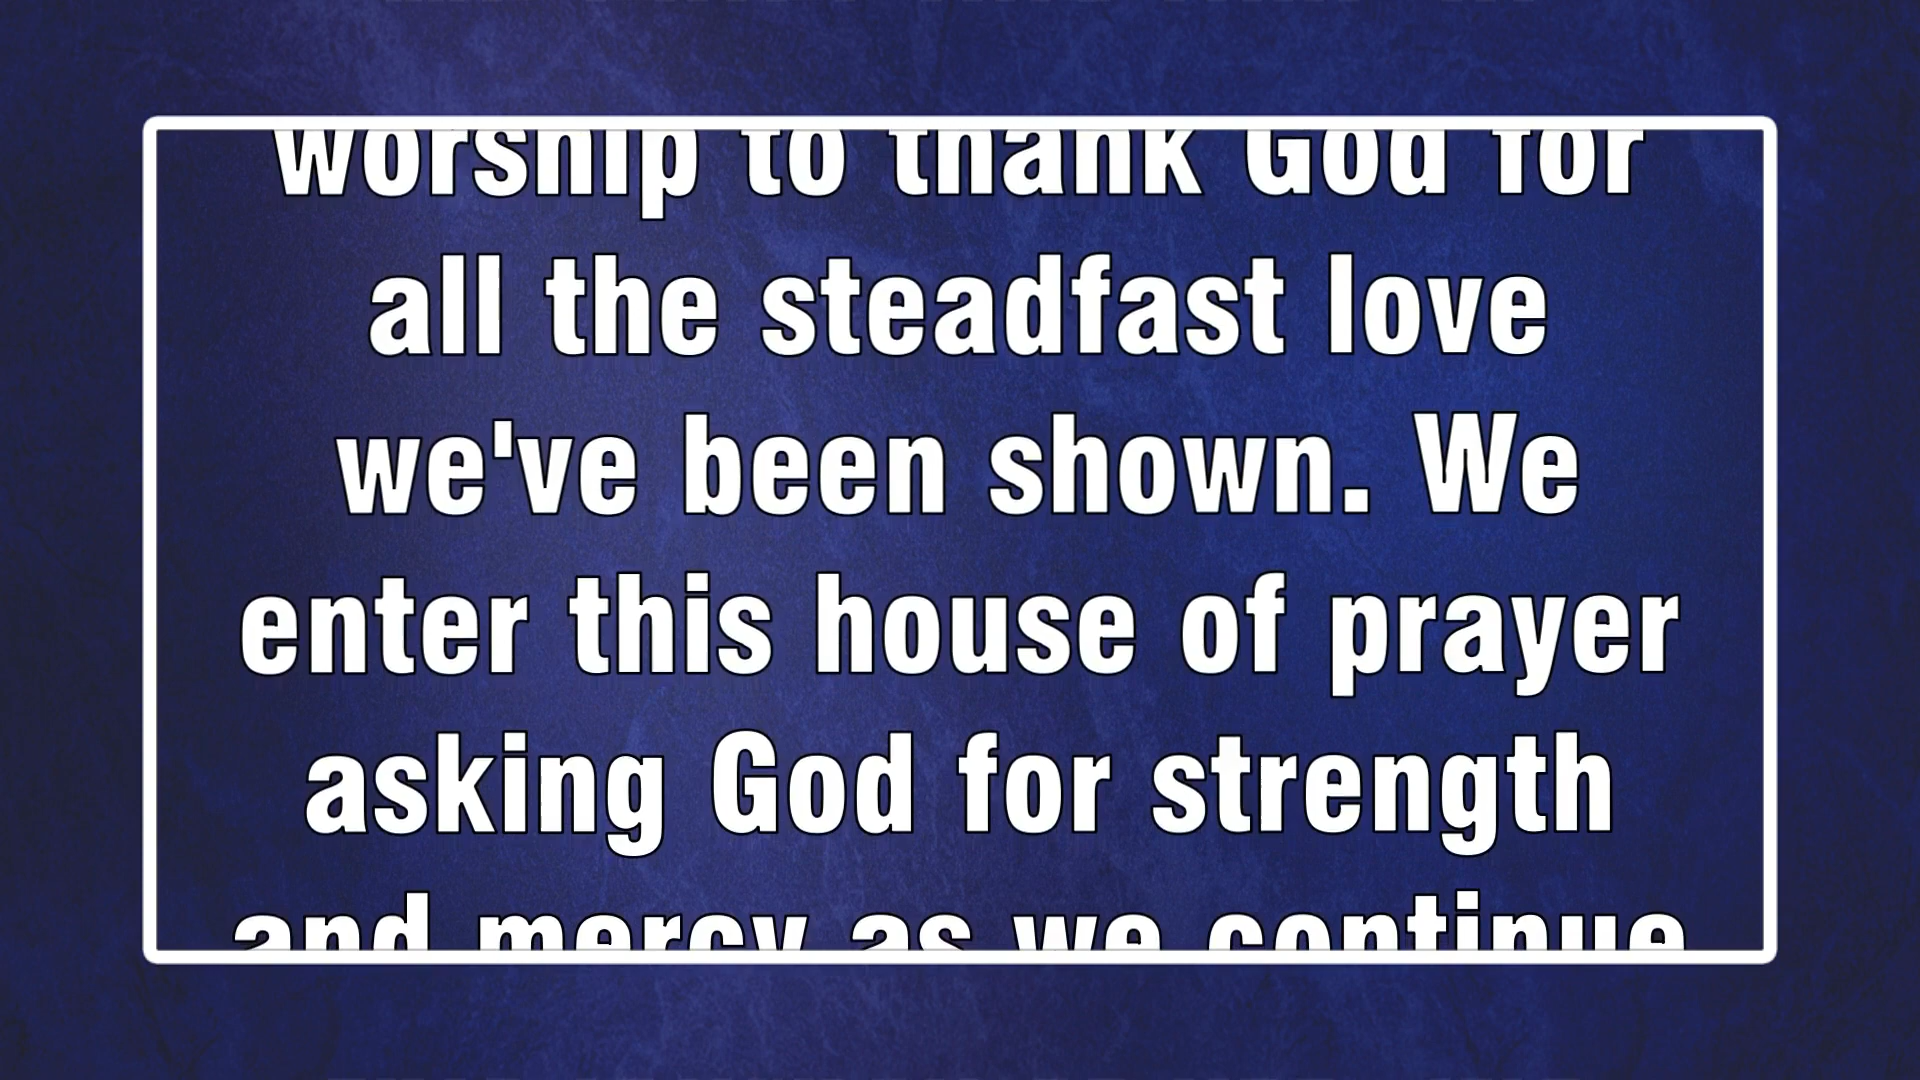 worship to thank God for
all the steadfast love
we've been shown. We
enter this house of prayer
asking God for strength
and mercy as we continue